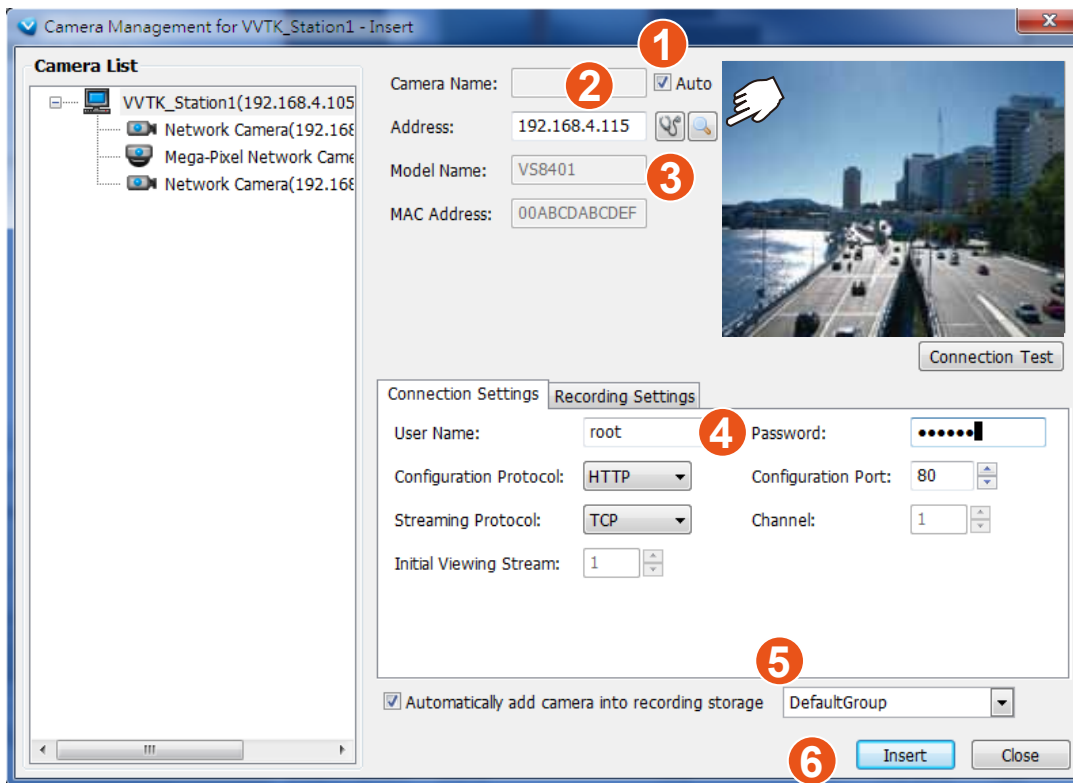 Camera Management for VVTK_Station1 - Insert
x
1
Camera List
VVTK_Station1(192.168.4.105
Network Camera(192.168
Mega-Pixel Network Came
Network Camera(192.168
Camera Name: 2 Auto
Address: 192.168.4.115
Model Name: VS8401 3
MAC Address: 00ABCDABCDEF
Connection Test
Connection Settings Recording Settings
User Name: root 4 Password: ••••••
Configuration Protocol: HTTP Configuration Port: 80
Streaming Protocol: TCP Channel: 1
Initial Viewing Stream: 1
5
Automatically add camera into recording storage DefaultGroup
6 Insert Close